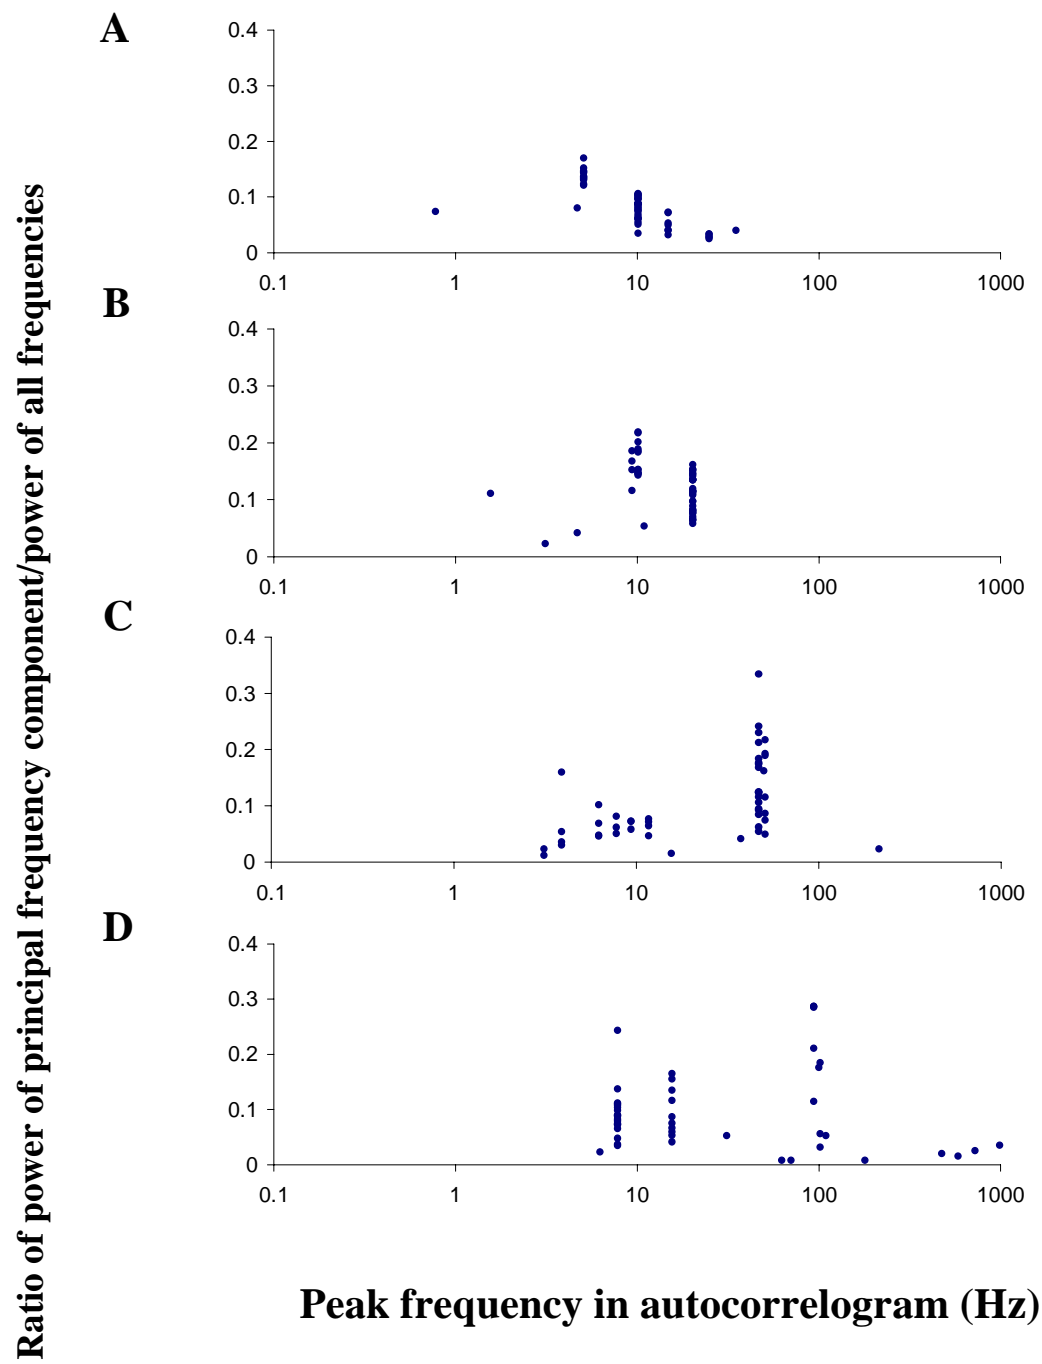 Ratio of power of principal frequency component/power of all frequencies
A
0.4
0.3
0.2
0.1
0
0.1 1 10 100 1000
B
0.4
0.3
0.2
0.1
0
0.1 1 10 100 1000
C
0.4
0.3
0.2
0.1
0
0.1 1 10 100 1000
D
0.4
0.3
0.2
0.1
0
0.1 1 10 100 1000
Peak frequency in autocorrelogram (Hz)